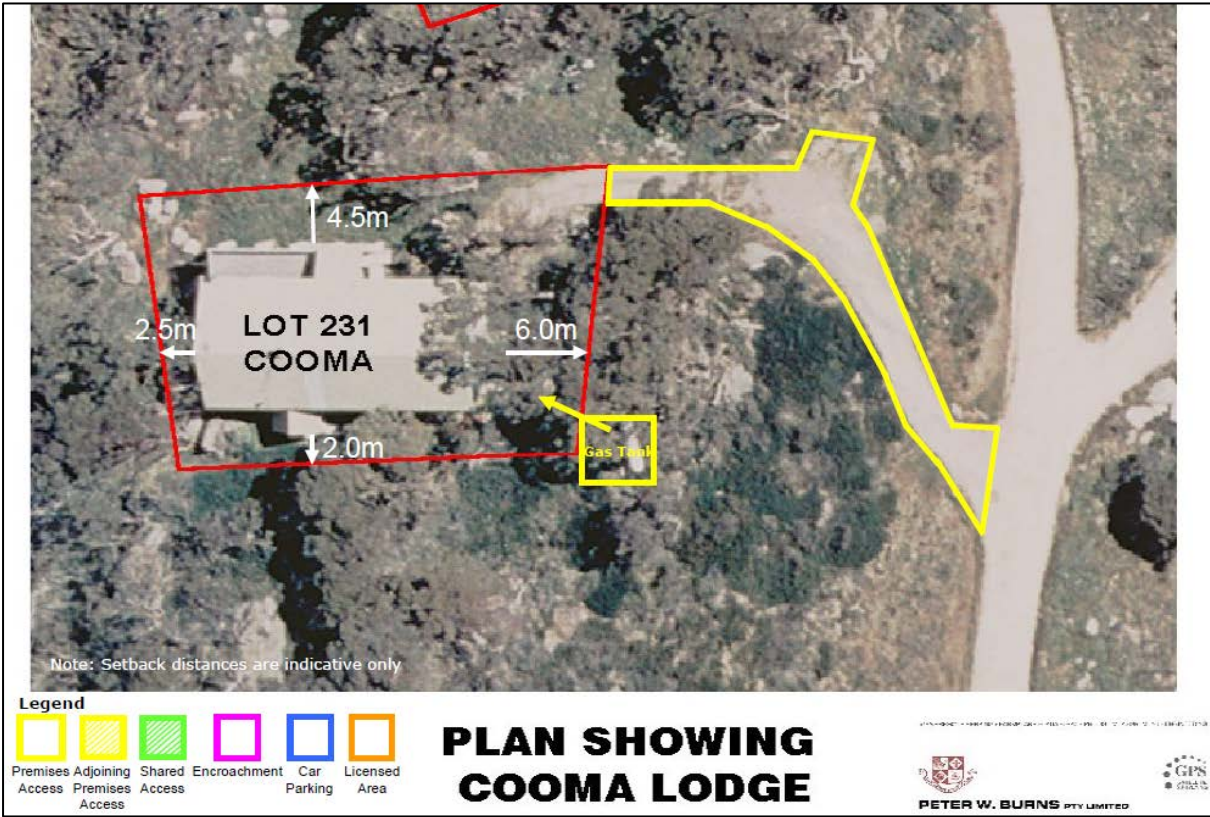 4.5m
2.5m
LOT 231
COOMA
6.0m
Gas Tank
2.0m
Note: Setback distances are indicative only
Legend
Premises Access
Adjoining Premises Access
Shared Access
Encroachment
Car Parking
Licensed Area
PLAN SHOWING
COOMA LODGE
PETER W. BURNS PTY LIMITED
GPS